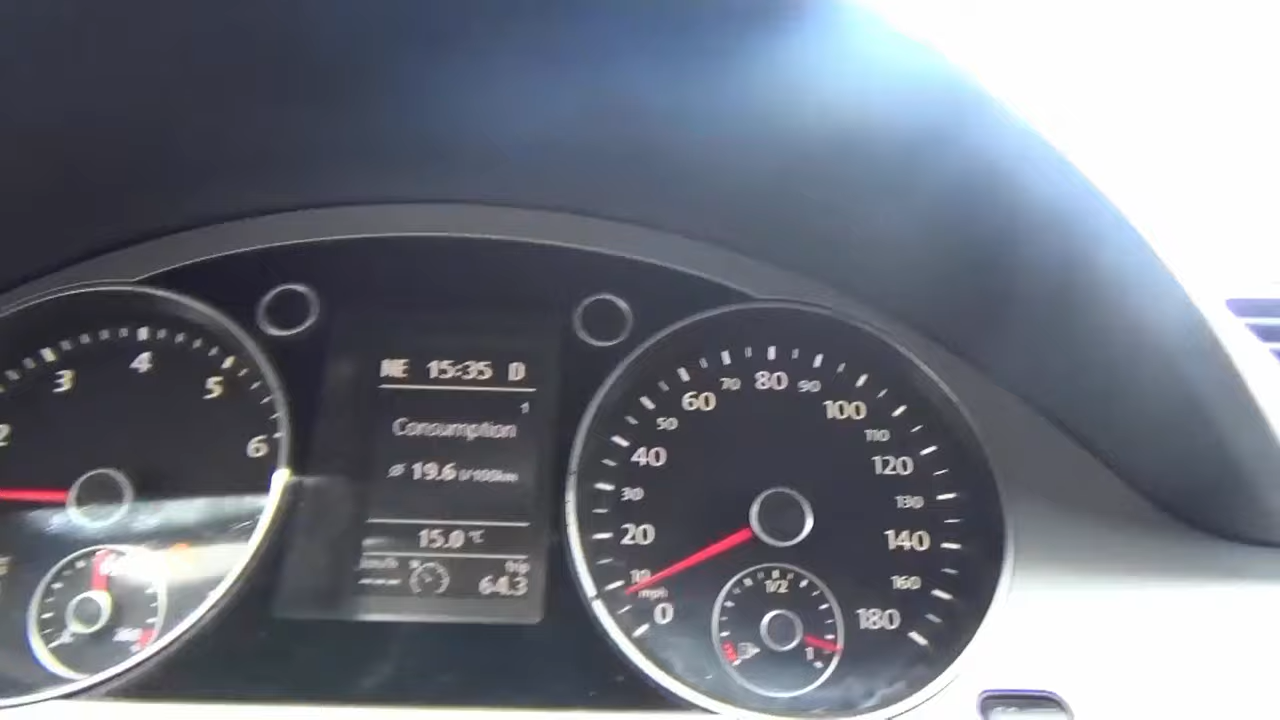 NE 15:35 D
1
Consumption
ø 19.6 l/100km
15.0 °C
km/h trip
--- 64.3
2 3 4 5 6
0 10 20 30 40 50 60 70 80 90 100 110 120 130 140 160 180
mph
1/2
1